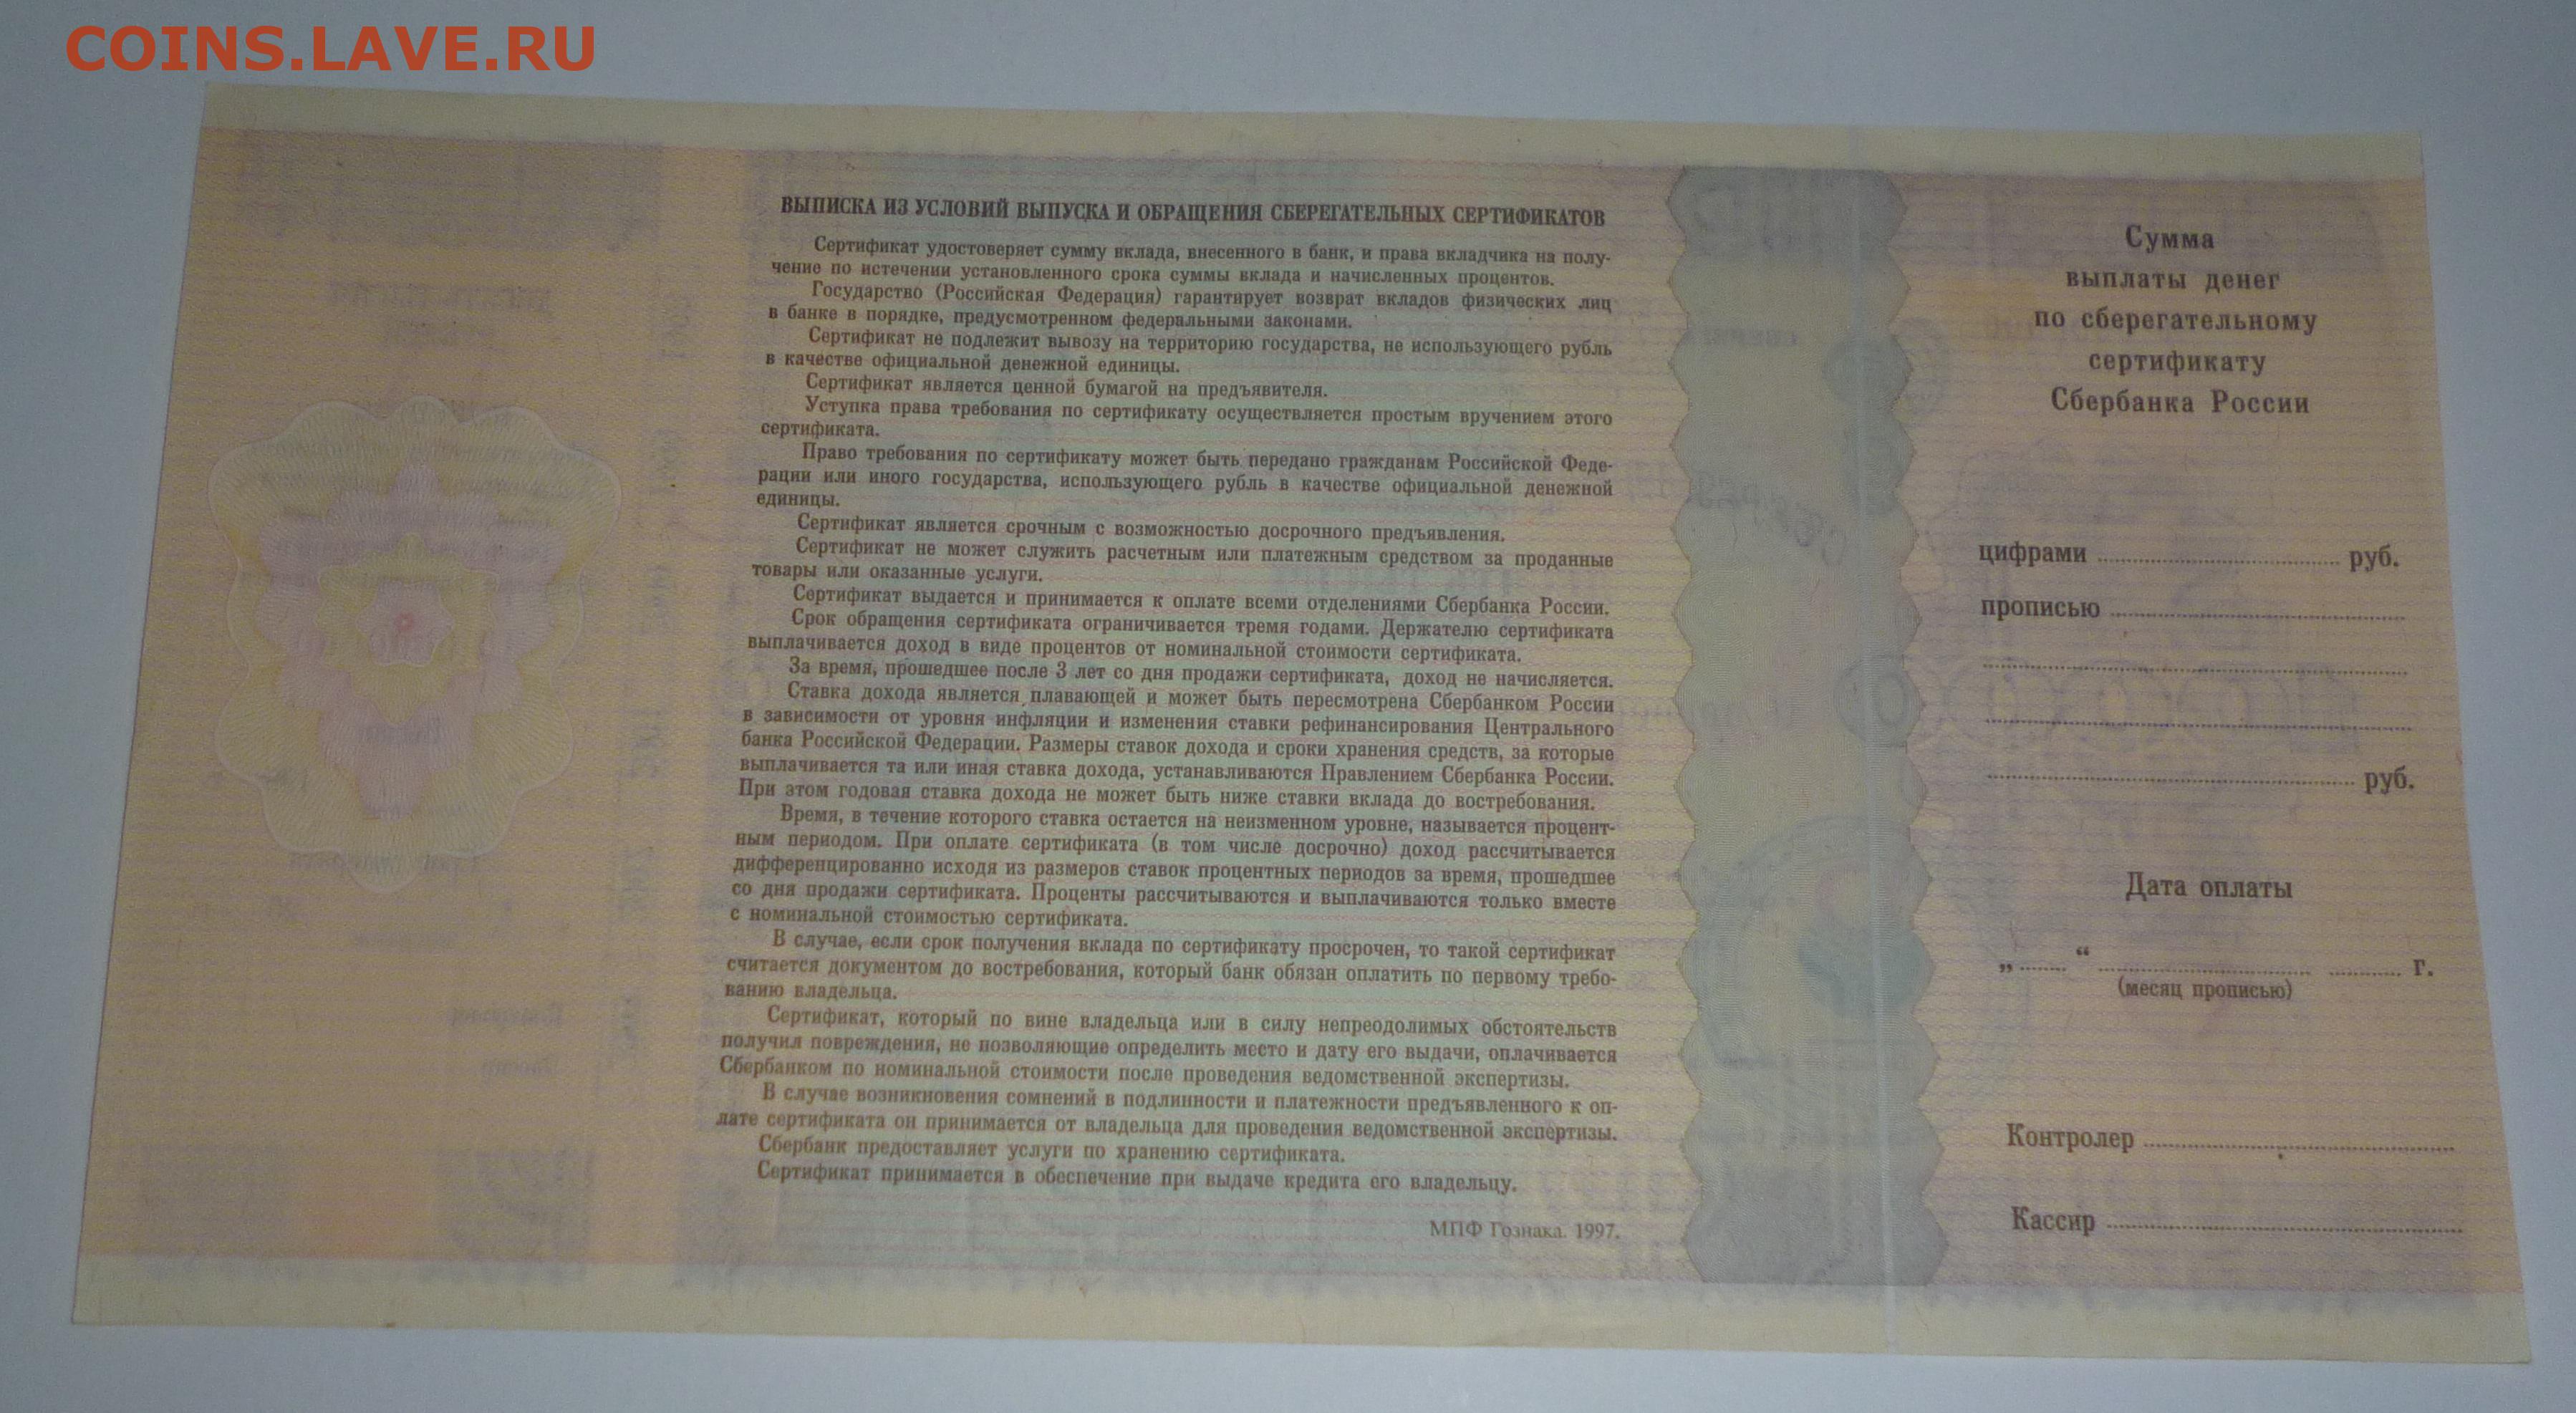 COINS.LAVE.RU
ВЫПИСКА ИЗ УСЛОВИЙ ВЫПУСКА И ОБРАЩЕНИЯ СБЕРЕГАТЕЛЬНЫХ СЕРТИФИКАТОВ
Сертификат удостоверяет сумму вклада, внесенного в банк, и права вкладчика на полу-
чение по истечении установленного срока суммы вклада и начисленных процентов.
Государство (Российская Федерация) гарантирует возврат вкладов физических лиц
в банке в порядке, предусмотренном федеральными законами.
Сертификат не подлежит вывозу на территорию государства, не использующего рубль
в качестве официальной денежной единицы.
Сертификат является ценной бумагой на предъявителя.
Уступка права требования по сертификату осуществляется простым вручением этого
сертификата.
Право требования по сертификату может быть передано гражданам Российской Феде-
рации или иного государства, использующего рубль в качестве официальной денежной
единицы.
Сертификат является срочным с возможностью досрочного предъявления.
Сертификат не может служить расчетным или платежным средством за проданные
товары или оказанные услуги.
Сертификат выдается и принимается к оплате всеми отделениями Сбербанка России.
Срок обращения сертификата ограничивается тремя годами. Держателю сертификата
выплачивается доход в виде процентов от номинальной стоимости сертификата.
За время, прошедшее после 3 лет со дня продажи сертификата, доход не начисляется.
Ставка дохода является плавающей и может быть пересмотрена Сбербанком России
в зависимости от уровня инфляции и изменения ставки рефинансирования Центрального
банка Российской Федерации. Размеры ставок дохода и сроки хранения средств, за которые
выплачивается та или иная ставка дохода, устанавливаются Правлением Сбербанка России.
При этом годовая ставка дохода не может быть ниже ставки вклада до востребования.
Время, в течение которого ставка остается на неизменном уровне, называется процент-
ным периодом. При оплате сертификата (в том числе досрочно) доход рассчитывается
дифференцированно исходя из размеров ставок процентных периодов за время, прошедшее
со дня продажи сертификата. Проценты рассчитываются и выплачиваются только вместе
с номинальной стоимостью сертификата.
В случае, если срок получения вклада по сертификату просрочен, то такой сертификат
считается документом до востребования, который банк обязан оплатить по первому требо-
ванию владельца.
Сертификат, который по вине владельца или в силу непреодолимых обстоятельств
получил повреждения, не позволяющие определить место и дату его выдачи, оплачивается
Сбербанком по номинальной стоимости после проведения ведомственной экспертизы.
В случае возникновения сомнений в подлинности и платежности предъявленного к оп-
лате сертификата он принимается от владельца для проведения ведомственной экспертизы.
Сбербанк предоставляет услуги по хранению сертификата.
Сертификат принимается в обеспечение при выдаче кредита его владельцу.
МПФ Гознака. 1997.
Сумма
выплаты денег
по сберегательному
сертификату
Сбербанка России
цифрами ........................ руб.
прописью ........................
руб.
Дата оплаты
„......“ ........................ ........ г.
(месяц прописью)
Контролер ........................
Кассир ........................